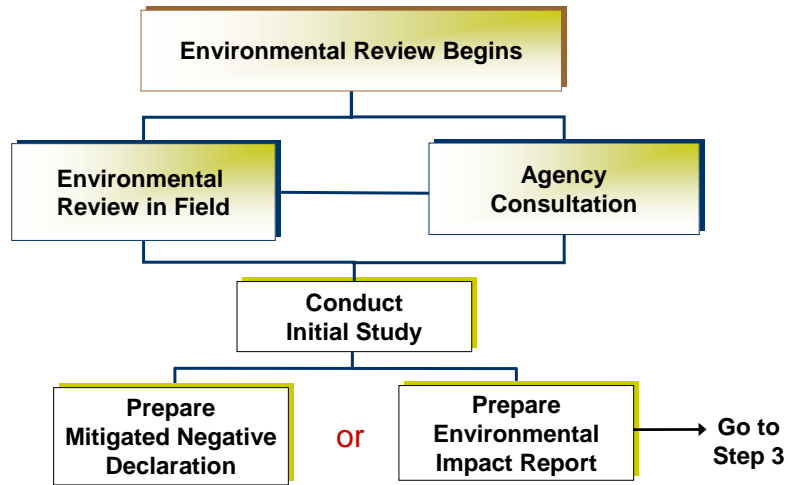 Environmental Review Begins
Environmental
Review in Field
Agency
Consultation
Conduct
Initial Study
Prepare
Mitigated Negative
Declaration
or
Prepare
Environmental
Impact Report
Go to
Step 3